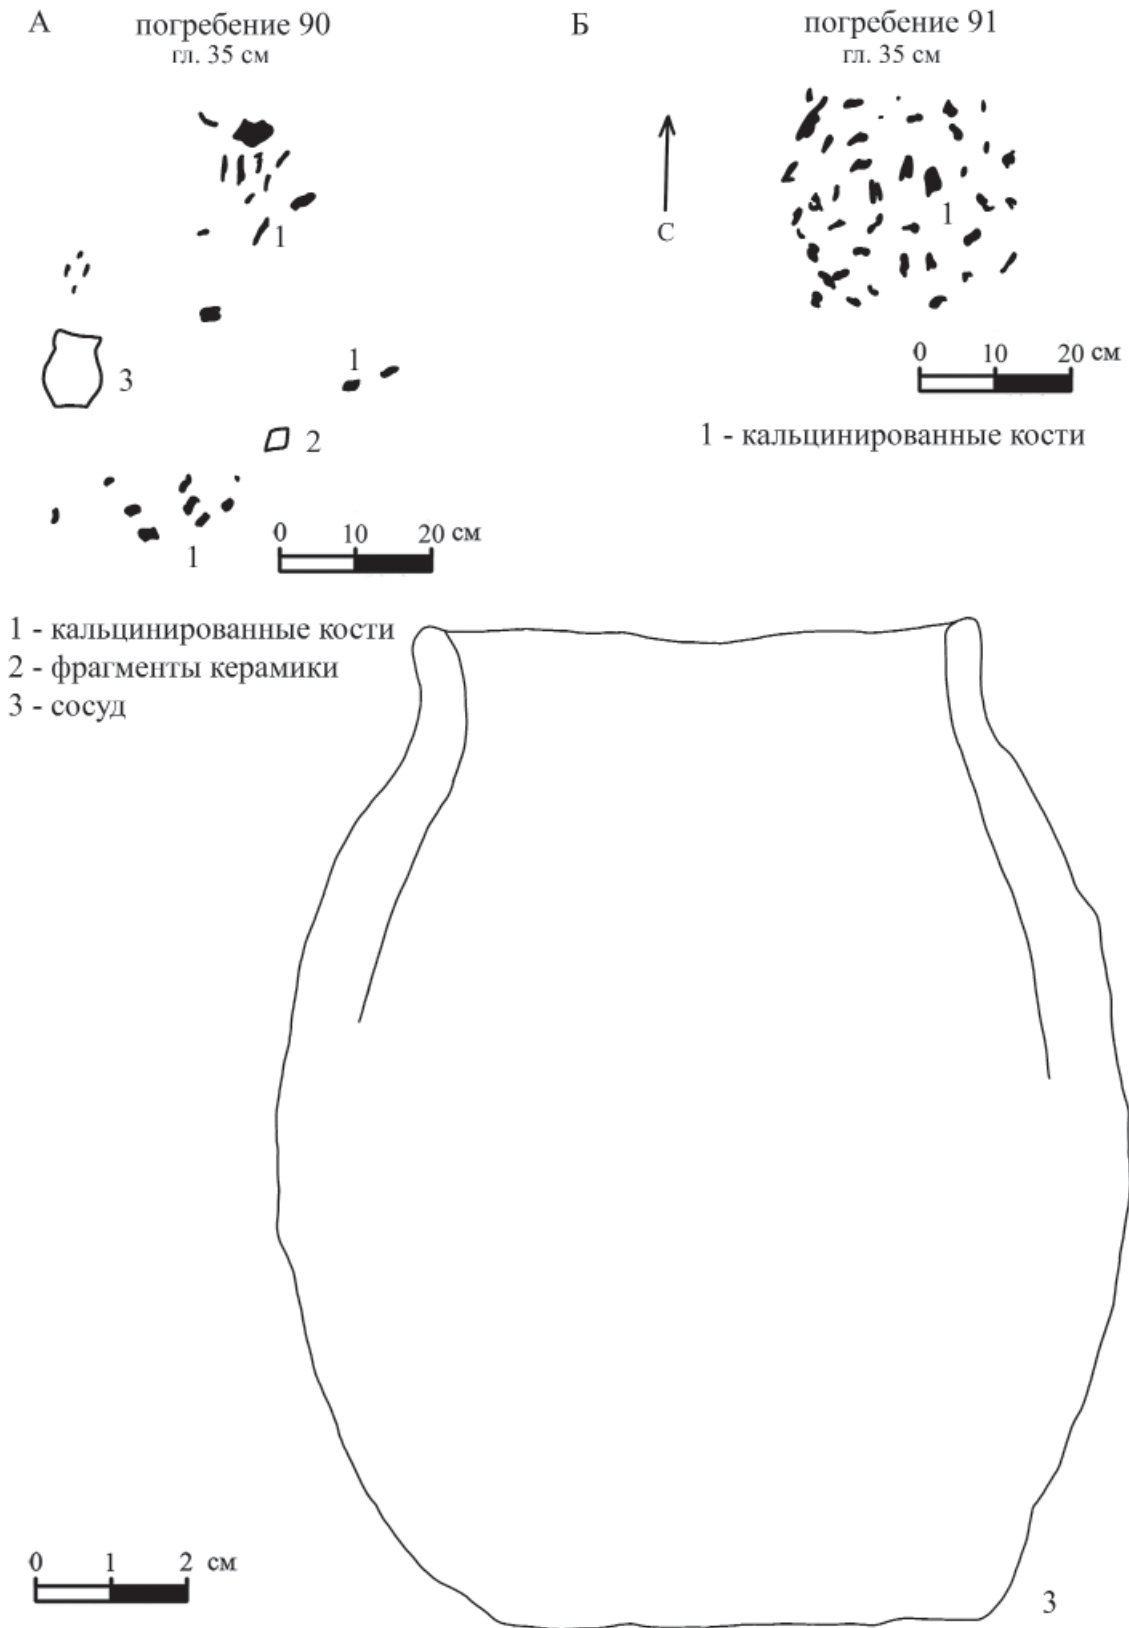 А
погребение 90
гл. 35 см
1
3
1
2
1
0 10 20 см
1 - кальцинированные кости
2 - фрагменты керамики
3 - сосуд
Б
погребение 91
гл. 35 см
С
1
0 10 20 см
1 - кальцинированные кости
0 1 2 см
3